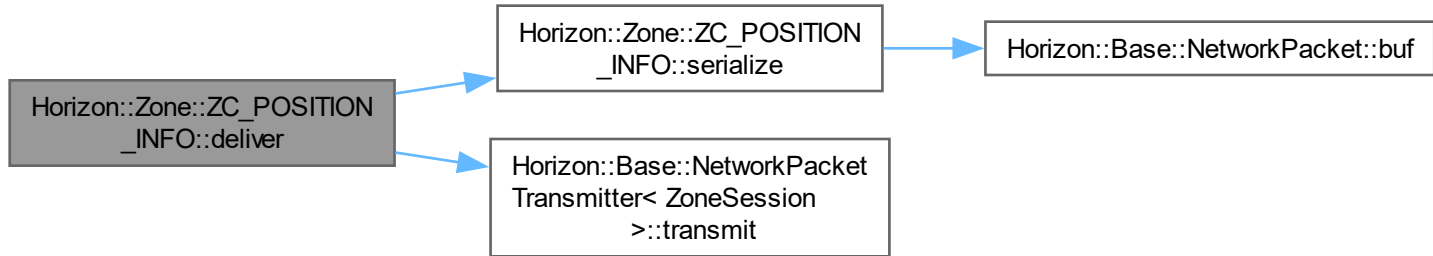 Horizon::Zone::ZC_POSITION
_INFO::deliver
Horizon::Zone::ZC_POSITION
_INFO::serialize
Horizon::Base::NetworkPacket::buf
Horizon::Base::NetworkPacket
Transmitter< ZoneSession
>::transmit